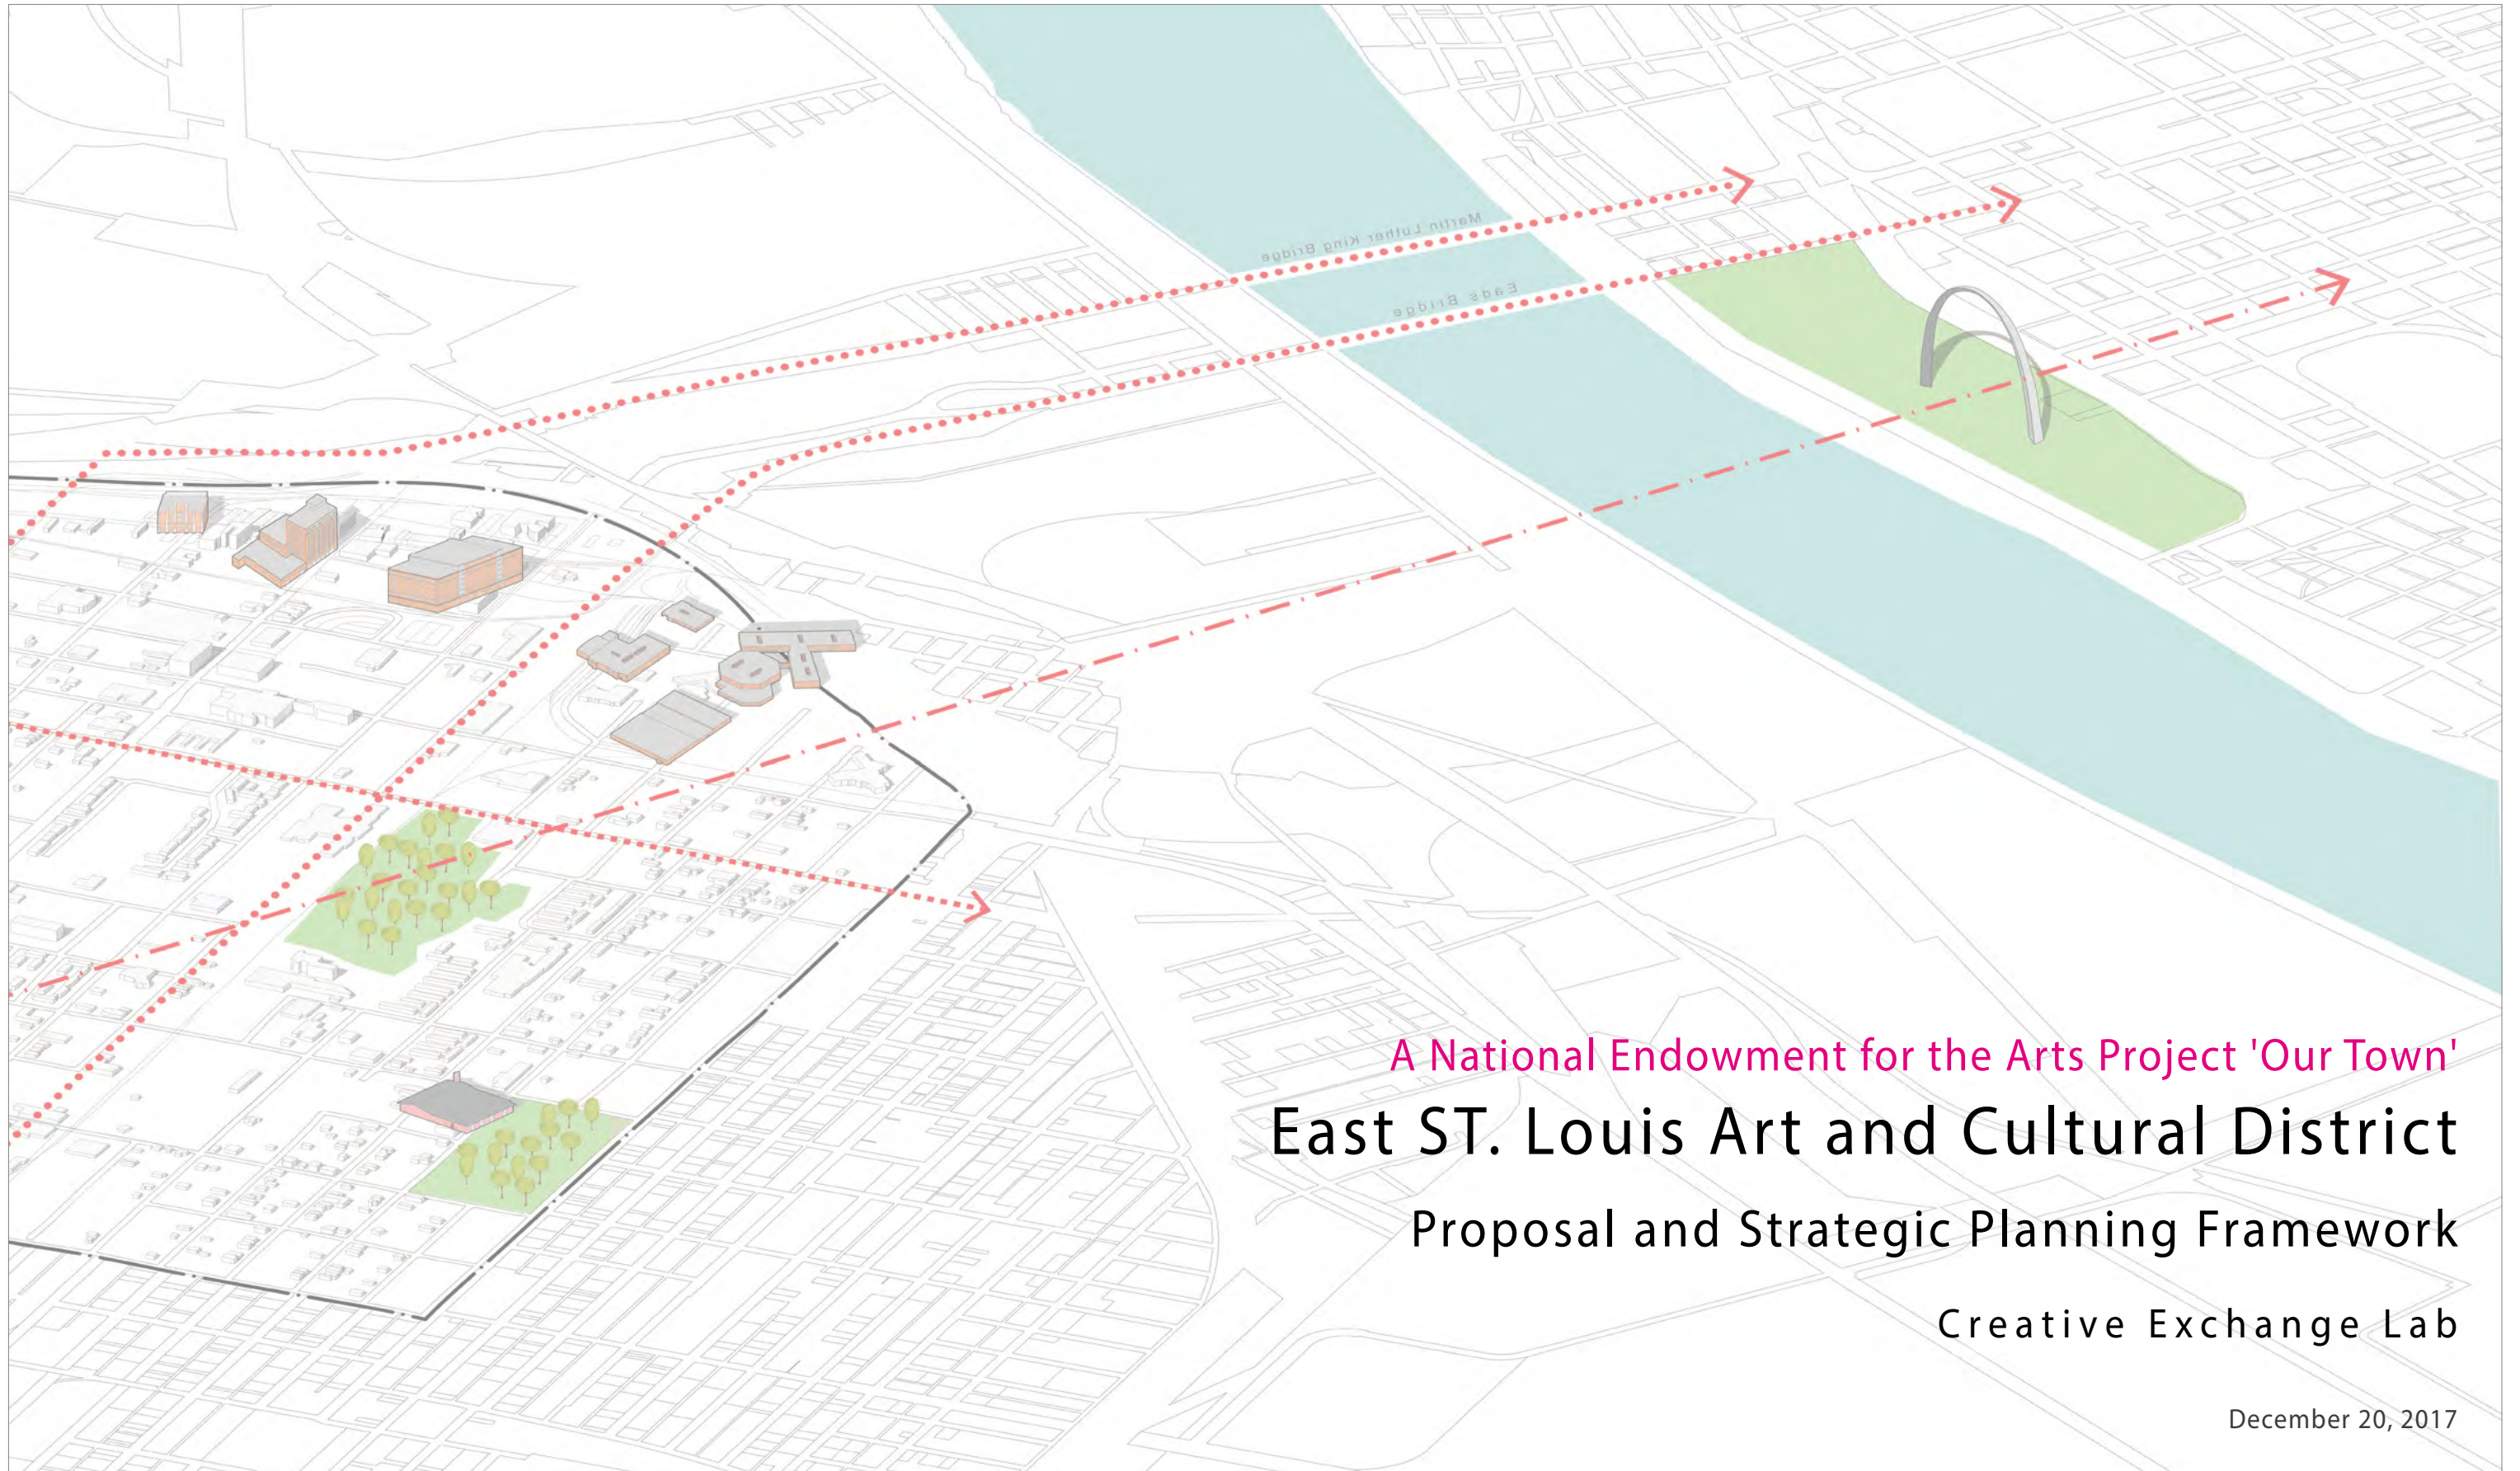 Martin Luther King Bridge
Eads Bridge
A National Endowment for the Arts Project 'Our Town'
East ST. Louis Art and Cultural District
Proposal and Strategic Planning Framework
Creative Exchange Lab
December 20, 2017